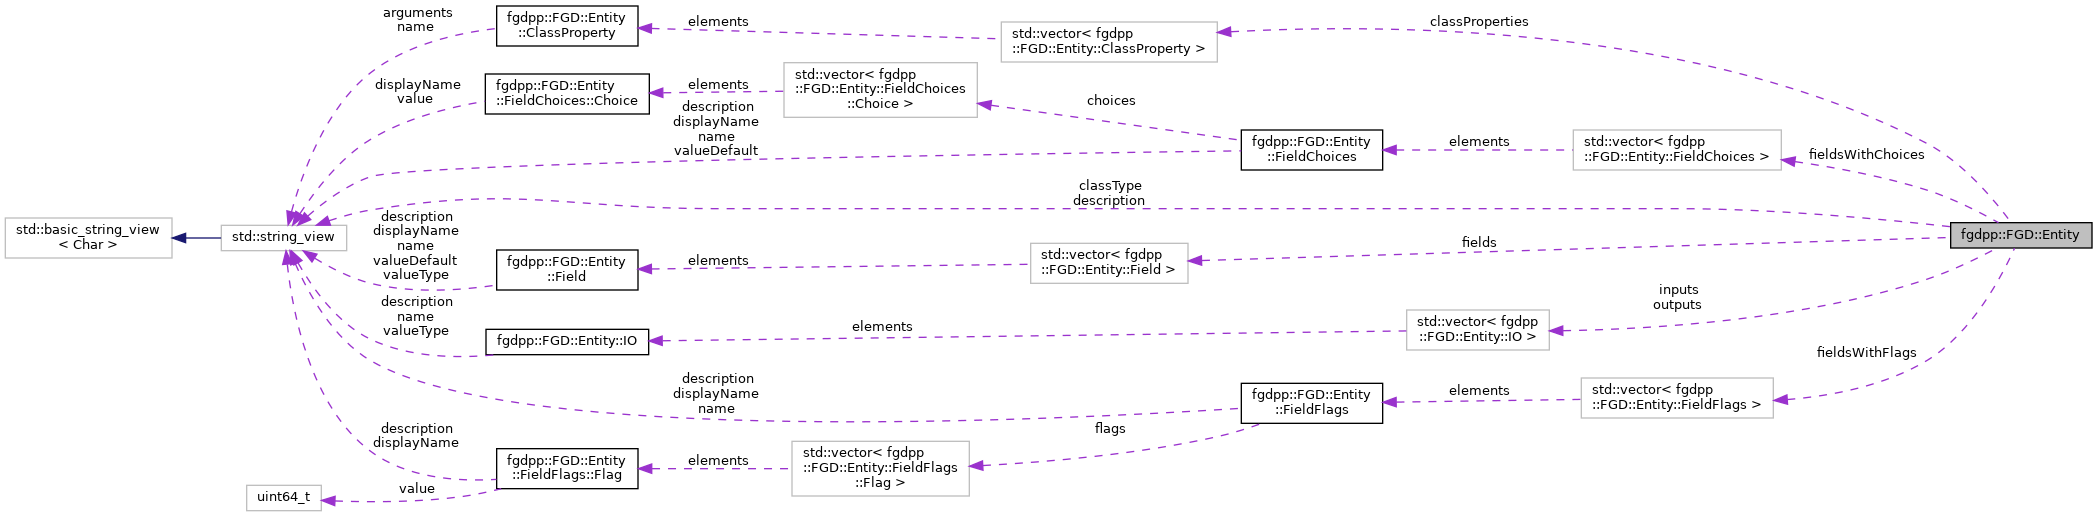 arguments
name
fgdpp::FGD::Entity
::ClassProperty
elements
std::vector< fgdpp
::FGD::Entity::ClassProperty >
classProperties
displayName
value
fgdpp::FGD::Entity
::FieldChoices::Choice
elements
std::vector< fgdpp
::FGD::Entity::FieldChoices
::Choice >
choices
description
displayName
name
valueDefault
fgdpp::FGD::Entity
::FieldChoices
elements
std::vector< fgdpp
::FGD::Entity::FieldChoices >
fieldsWithChoices
classType
description
std::basic_string_view
< Char >
std::string_view
description
displayName
name
valueDefault
valueType
fgdpp::FGD::Entity
::Field
elements
std::vector< fgdpp
::FGD::Entity::Field >
fields
fgdpp::FGD::Entity
description
name
valueType
fgdpp::FGD::Entity::IO
elements
std::vector< fgdpp
::FGD::Entity::IO >
inputs
outputs
description
displayName
name
fgdpp::FGD::Entity
::FieldFlags
elements
std::vector< fgdpp
::FGD::Entity::FieldFlags >
fieldsWithFlags
description
displayName
fgdpp::FGD::Entity
::FieldFlags::Flag
elements
std::vector< fgdpp
::FGD::Entity::FieldFlags
::Flag >
flags
value
uint64_t